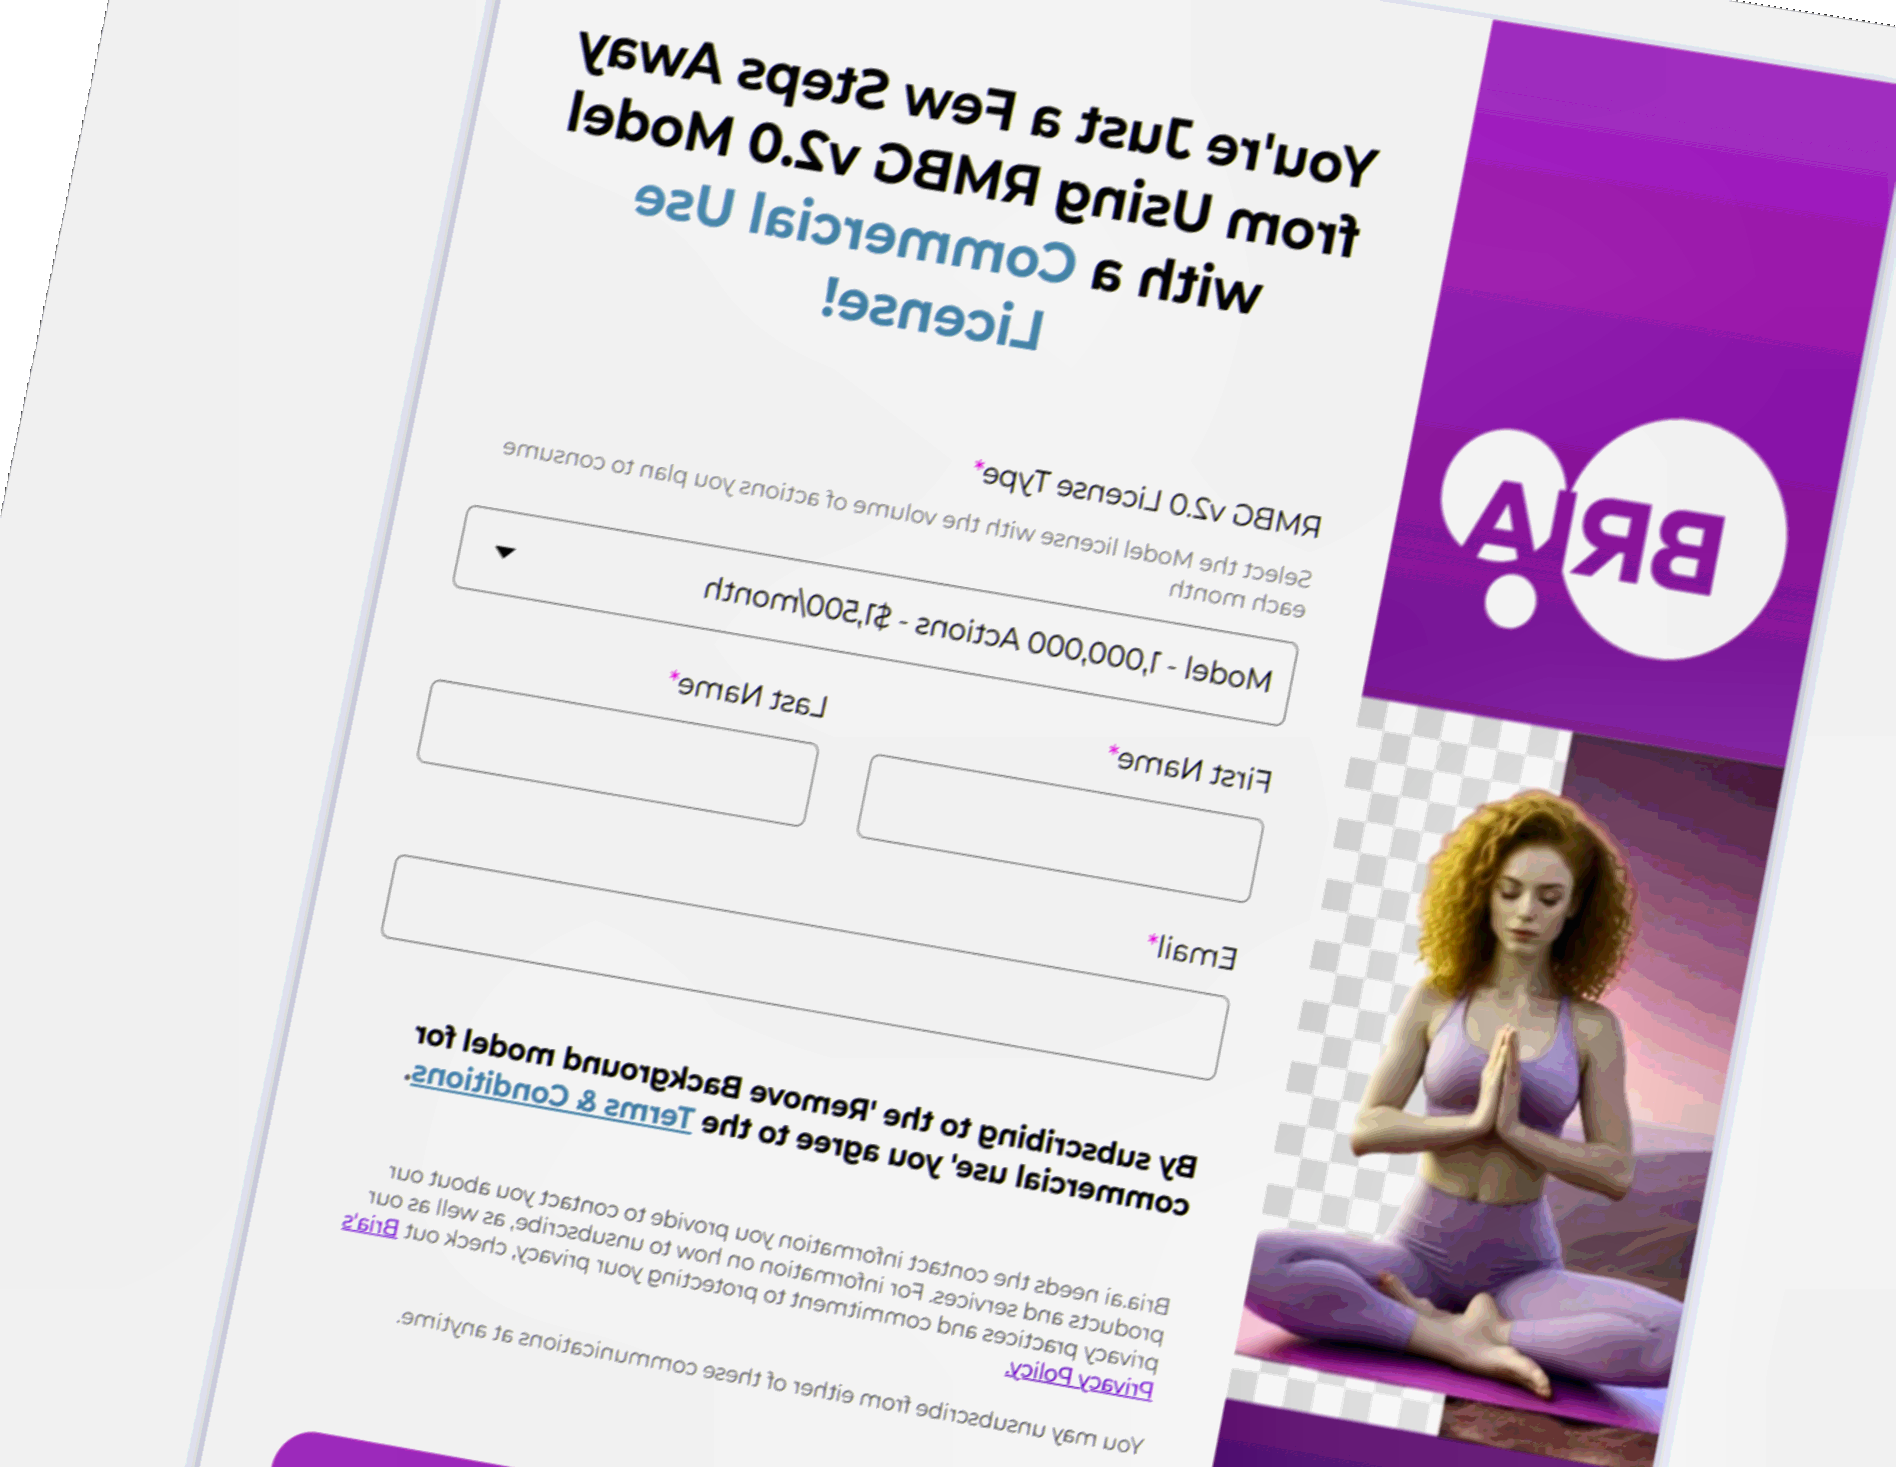 BRIA
You're Just a Few Steps Away
from Using RMBG v2.0 Model
with a Commercial Use
License!
RMBG v2.0 License Type*
Select the Model license with the volume of actions you plan to consume
each month
Model - 1,000,000 Actions - $1,500/month
First Name*
Last Name*
Email*
By subscribing to the 'Remove Background model for
commercial use' you agree to the Terms & Conditions.
Bria.ai needs the contact information you provide to contact you about our
products and services. For information on how to unsubscribe, as well as our
privacy practices and commitment to protecting your privacy, check out Bria's
Privacy Policy.
You may unsubscribe from either of these communications at anytime.